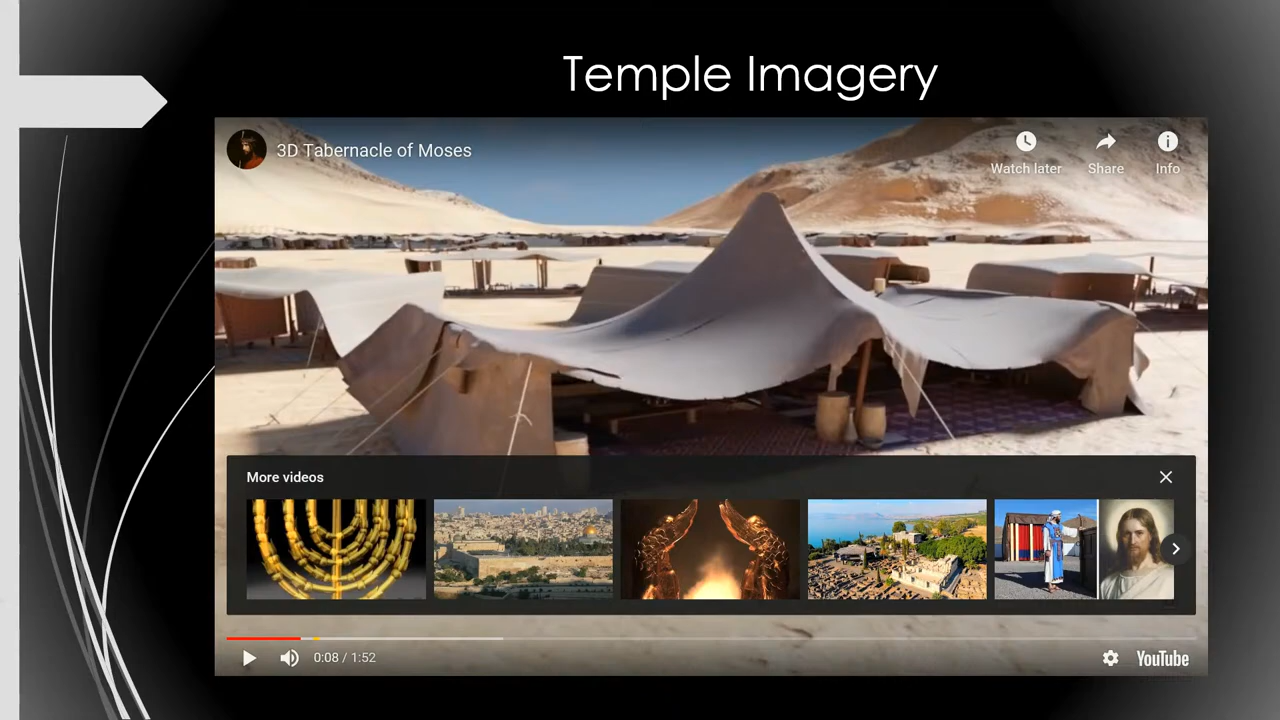 Temple Imagery
3D Tabernacle of Moses
Watch later
Share
Info
More videos
0:08 / 1:52
YouTube